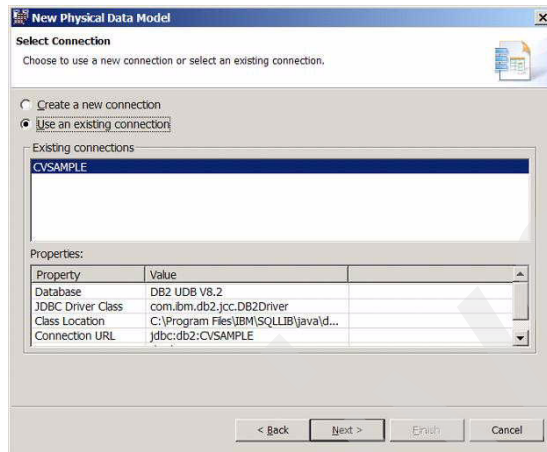 New Physical Data Model
Select Connection
Choose to use a new connection or select an existing connection.
Create a new connection
Use an existing connection
Existing connections
CVSAMPLE
Properties:
Property Value
Database DB2 UDB V8.2
JDBC Driver Class com.ibm.db2.jcc.DB2Driver
Class Location C:\Program Files\IBM\SQLLIB\java\d...
Connection URL jdbc:db2:CVSAMPLE
< Back Next > Finish Cancel